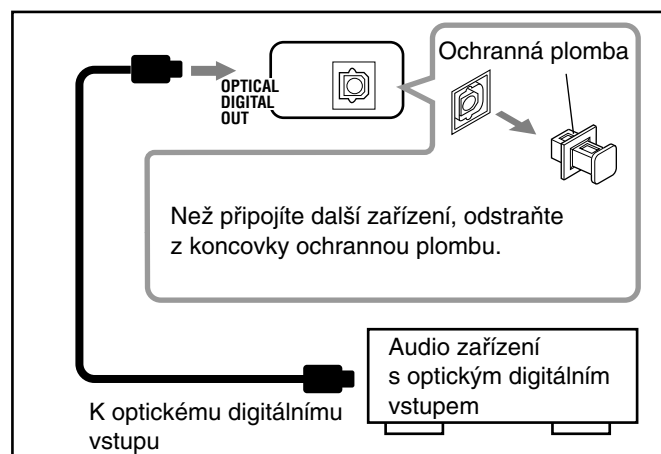 Ochranná plomba
OPTICAL
DIGITAL
OUT
Než připojíte další zařízení, odstraňte
z koncovky ochrannou plombu.
Audio zařízení
s optickým digitálním
vstupem
K optickému digitálnímu
vstupu